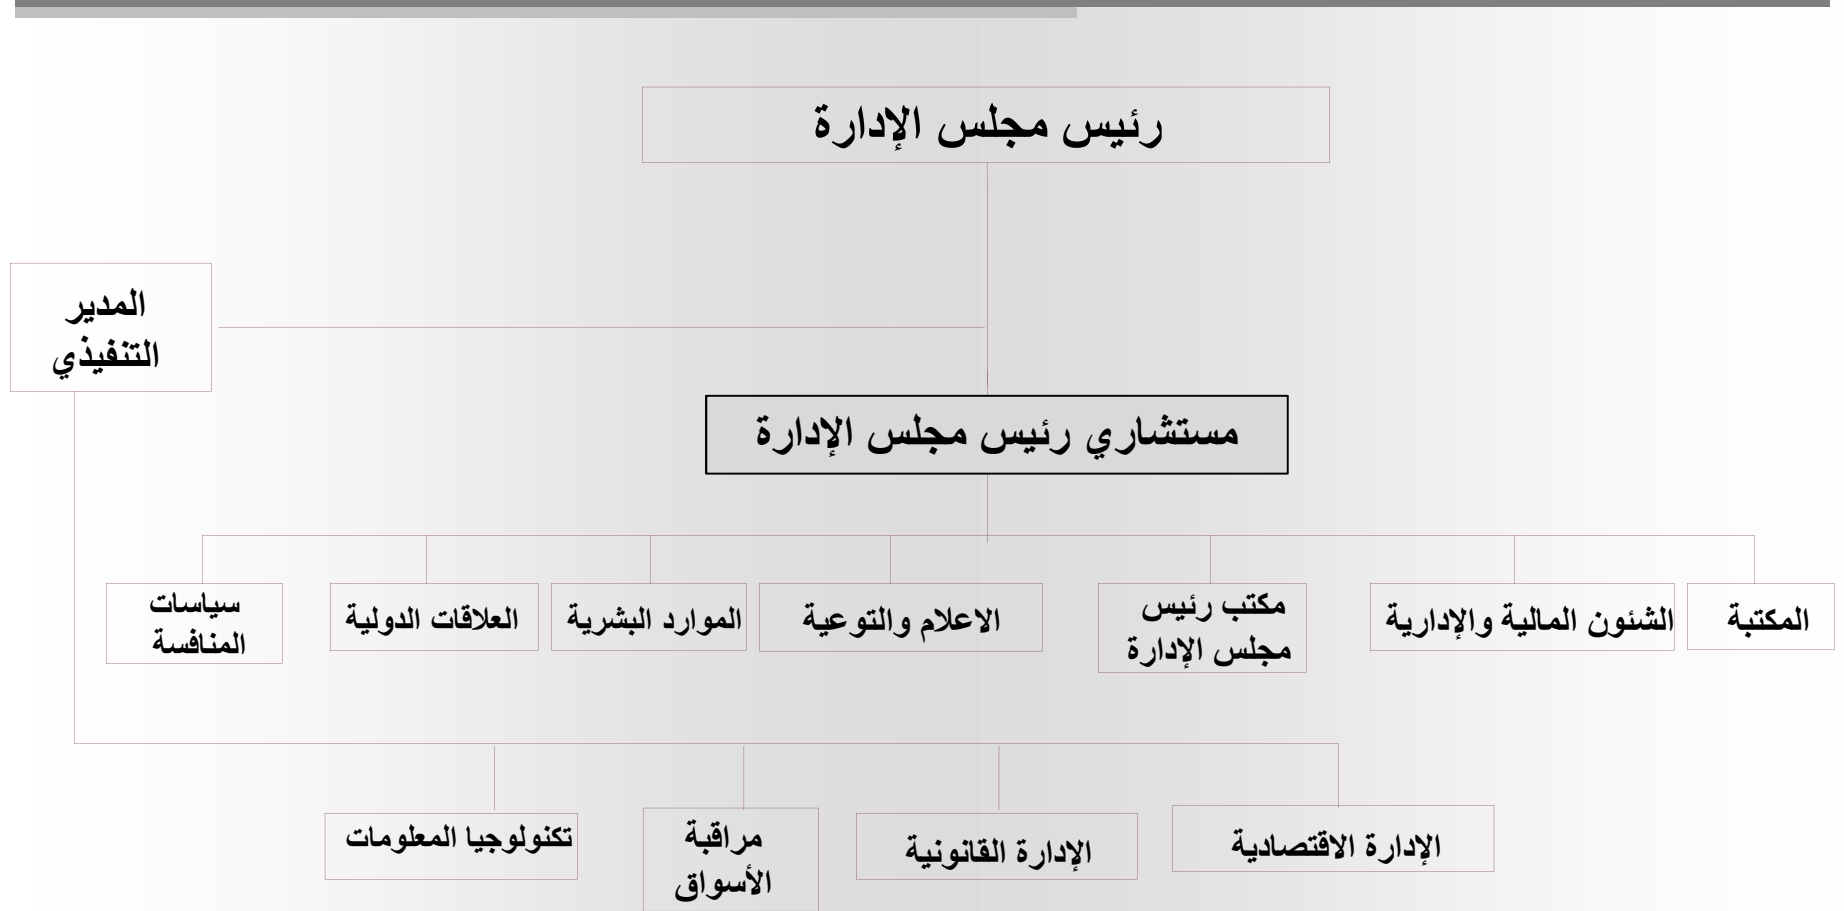 رئيس مجلس الإدارة
المدير
التنفيذي
مستشاري رئيس مجلس الإدارة
المكتبة
الشئون المالية والإدارية
مكتب رئيس
مجلس الإدارة
الاعلام والتوعية
الموارد البشرية
العلاقات الدولية
سياسات
المنافسة
الإدارة الاقتصادية
الإدارة القانونية
مراقبة
الأسواق
تكنولوجيا المعلومات